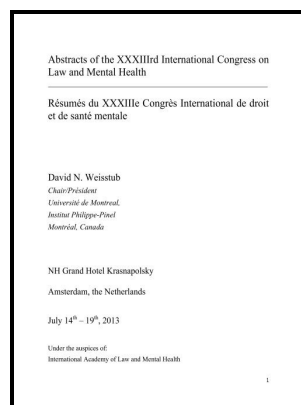 Abstracts of the XXXIIIrd International Congress on
Law and Mental Health
Résumés du XXXIIIe Congrès International de droit
et de santé mentale
David N. Weisstub
Chair/Président
Université de Montreal,
Institut Philippe-Pinel
Montréal, Canada
NH Grand Hotel Krasnapolsky
Amsterdam, the Netherlands
July 14th – 19th, 2013
Under the auspices of:
International Academy of Law and Mental Health
1